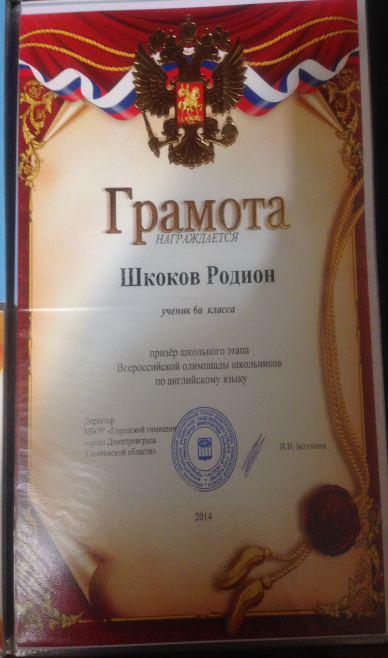 Грамота
НАГРАЖДАЕТСЯ
Шкоков Родион
ученик 6а класса
призёр школьного этапа
Всероссийской олимпиады школьников
по английскому языку
Директор
МБОУ «Городской гимназии
города Димитровграда
Ульяновской области»
И.И.
2014